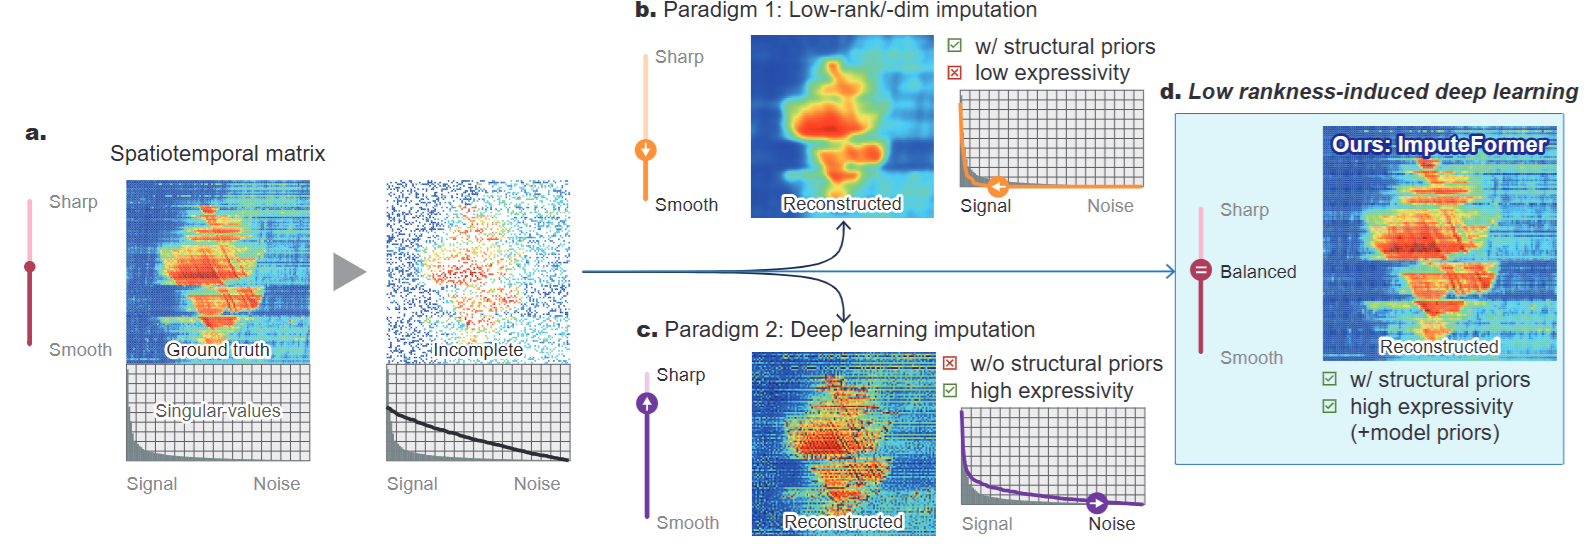 a.
Spatiotemporal matrix
Sharp
Smooth
Ground truth
Singular values
Signal
Noise
Incomplete
Signal
Noise
b. Paradigm 1: Low-rank/-dim imputation
Sharp
Smooth
Reconstructed
w/ structural priors
low expressivity
Signal
Noise
c. Paradigm 2: Deep learning imputation
Sharp
Smooth
Reconstructed
w/o structural priors
high expressivity
Signal
Noise
d. Low rankness-induced deep learning
Ours: ImputeFormer
Sharp
Balanced
Smooth
Reconstructed
w/ structural priors
high expressivity
(+model priors)